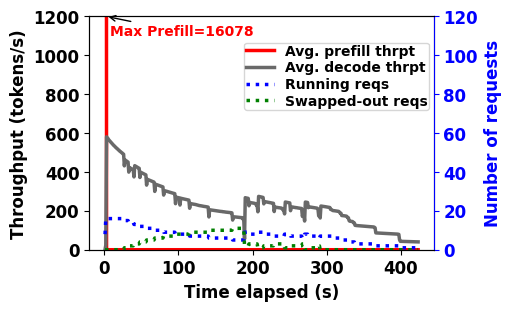 Max Prefill=16078
Avg. prefill thrpt
Avg. decode thrpt
Running reqs
Swapped-out reqs
Throughput (tokens/s)
1200
1000
800
600
400
200
0
120
100
80
60
40
20
0
Number of requests
0 100 200 300 400
Time elapsed (s)